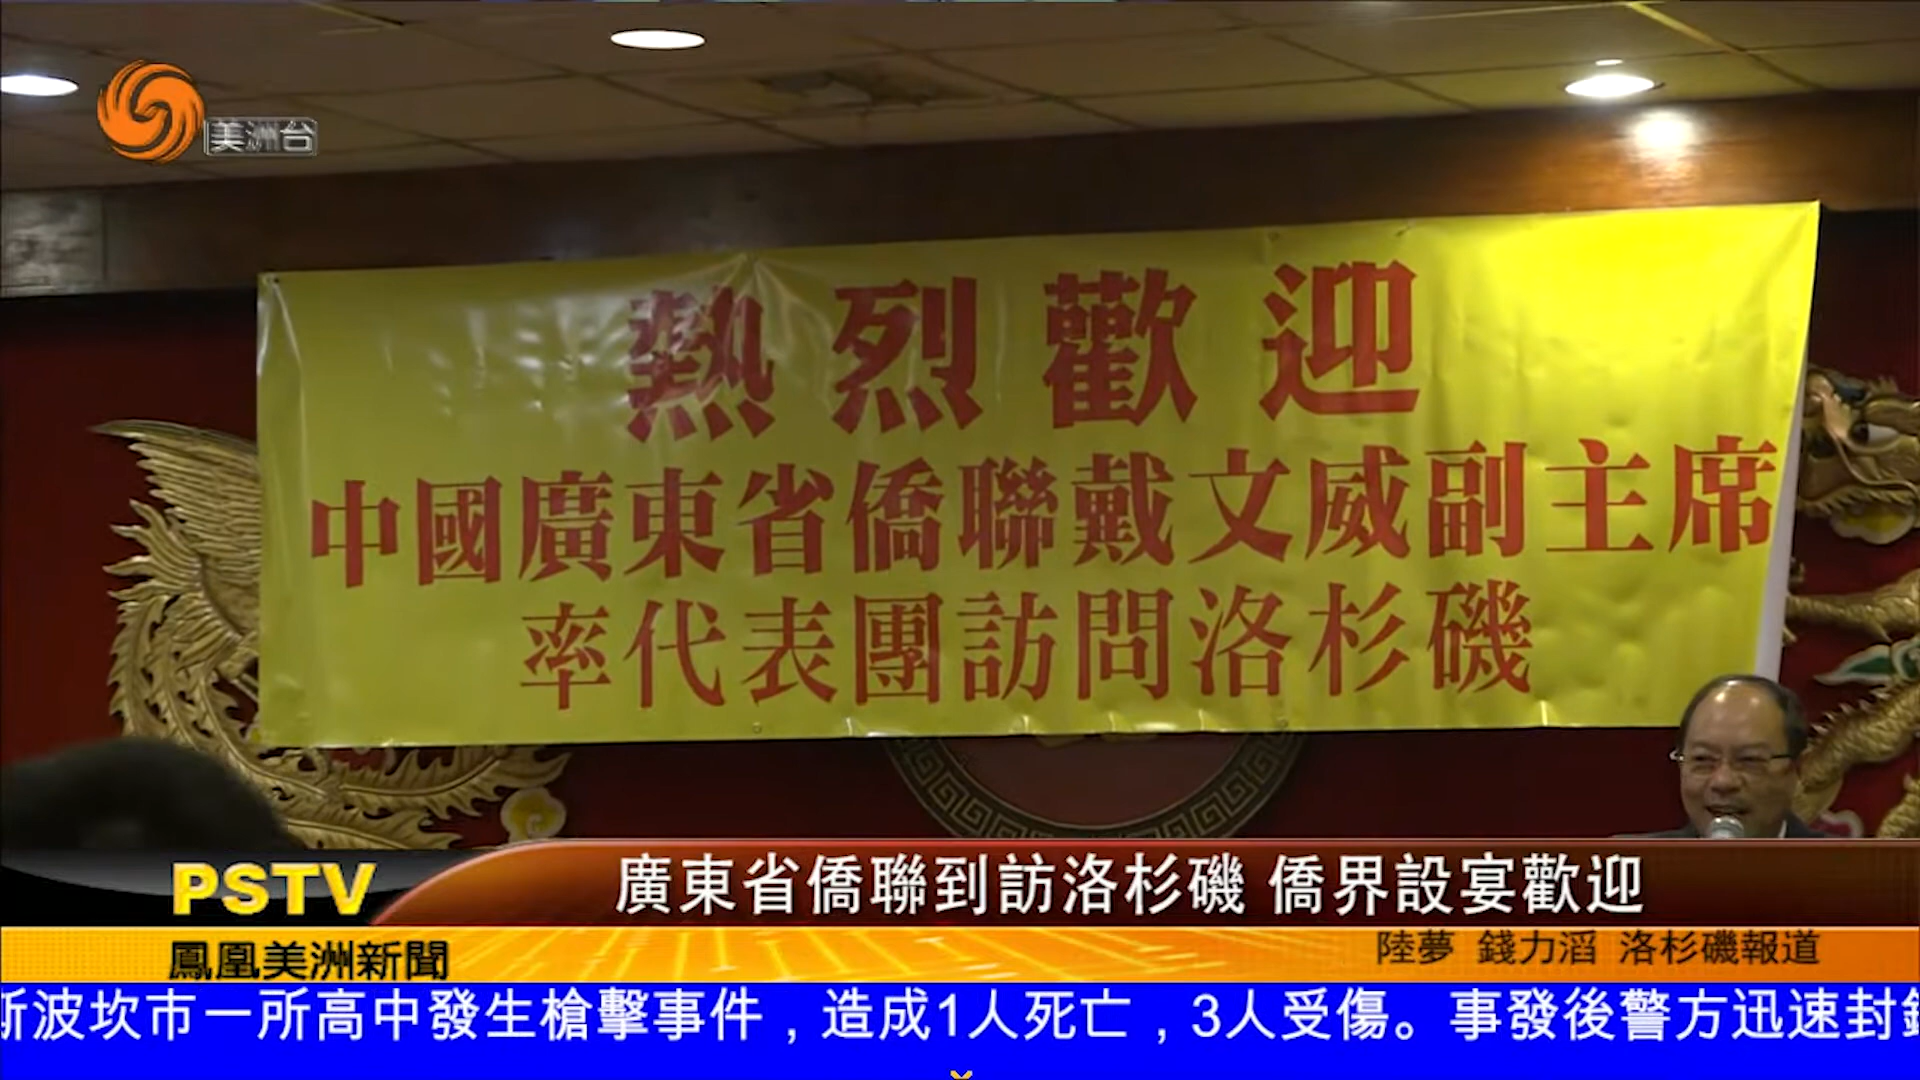 美洲台
熱烈歡迎
中國廣東省僑聯戴文威副主席
率代表團訪問洛杉磯
PSTV
廣東省僑聯到訪洛杉磯 僑界設宴歡迎
鳳凰美洲新聞
陸夢 錢力滔 洛杉磯報道
斯波坎市一所高中發生槍擊事件，造成1人死亡，3人受傷。事發後警方迅速封鎖